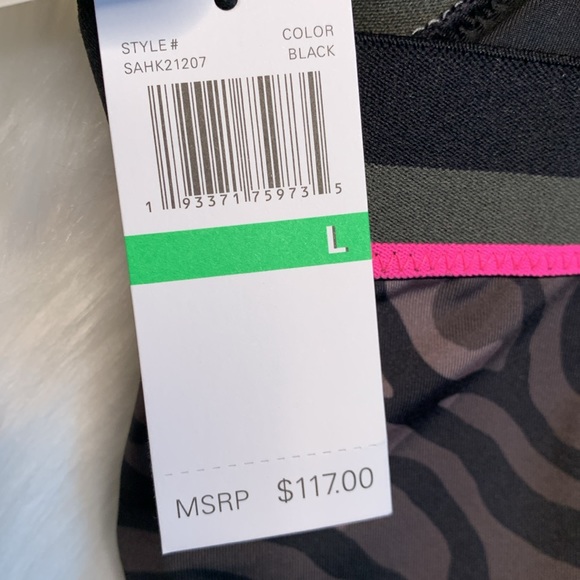 STYLE# COLOR
SAHK21207 BLACK
1 93371 75973 5
L
MSRP $117.00